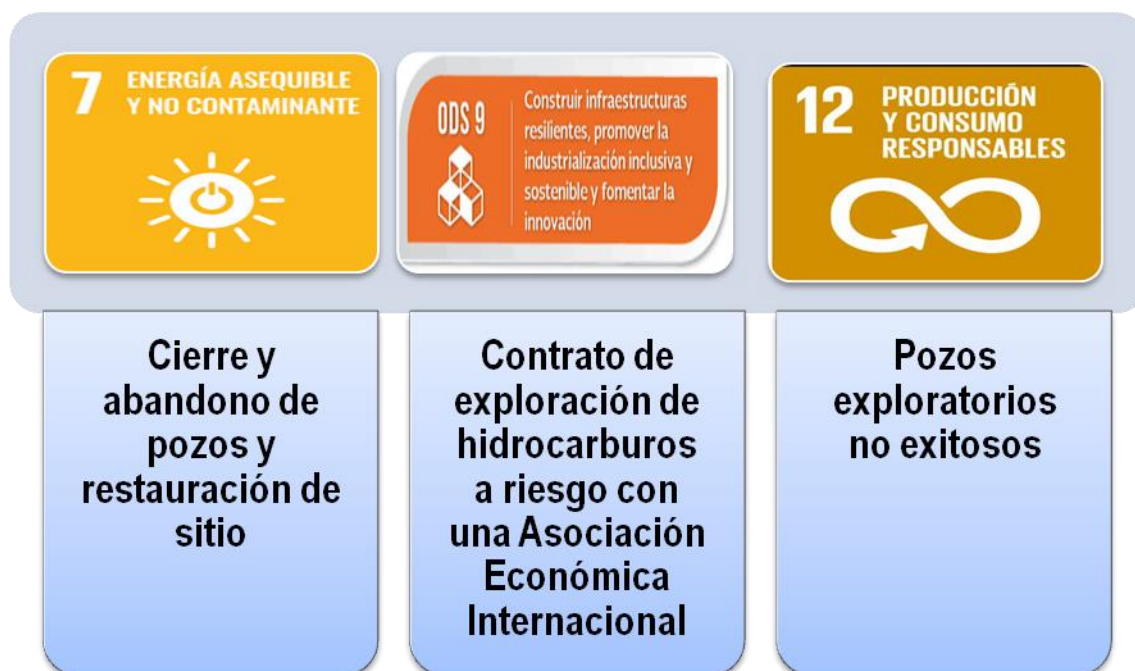 7 ENERGÍA ASEQUIBLE
Y NO CONTAMINANTE
ODS 9
Construir infraestructuras
resilientes, promover la
industrialización inclusiva y
sostenible y fomentar la
innovación
12 PRODUCCIÓN
Y CONSUMO
RESPONSABLES
Cierre y
abandono de
pozos y
restauración de
sitio
Contrato de
exploración de
hidrocarburos
a riesgo con
una Asociación
Económica
Internacional
Pozos
exploratorios
no exitosos